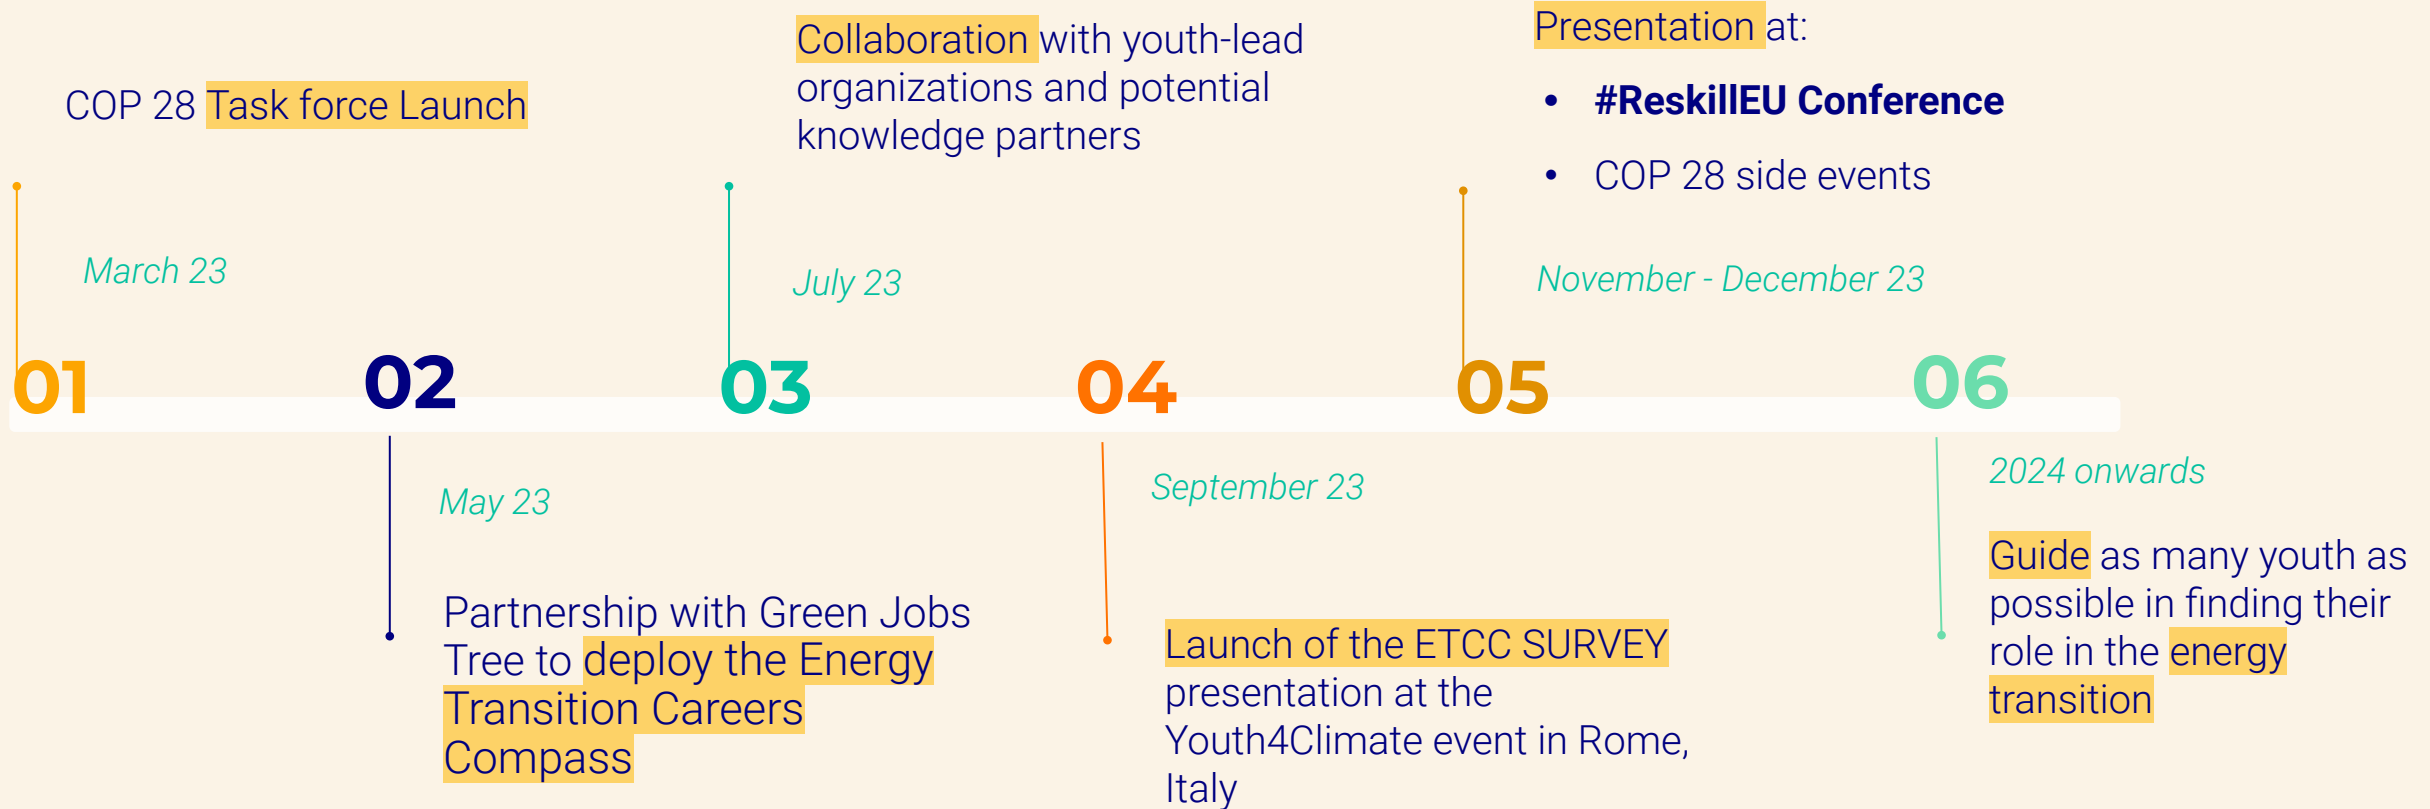 COP 28 Task force Launch
March 23
01
02
May 23
Partnership with Green Jobs
Tree to deploy the Energy
Transition Careers
Compass
Collaboration with youth-lead
organizations and potential
knowledge partners
July 23
03
04
September 23
Launch of the ETCC SURVEY
presentation at the
Youth4Climate event in Rome,
Italy
Presentation at:
• #ReskillEU Conference
• COP 28 side events
November - December 23
05
06
2024 onwards
Guide as many youth as
possible in finding their
role in the energy
transition